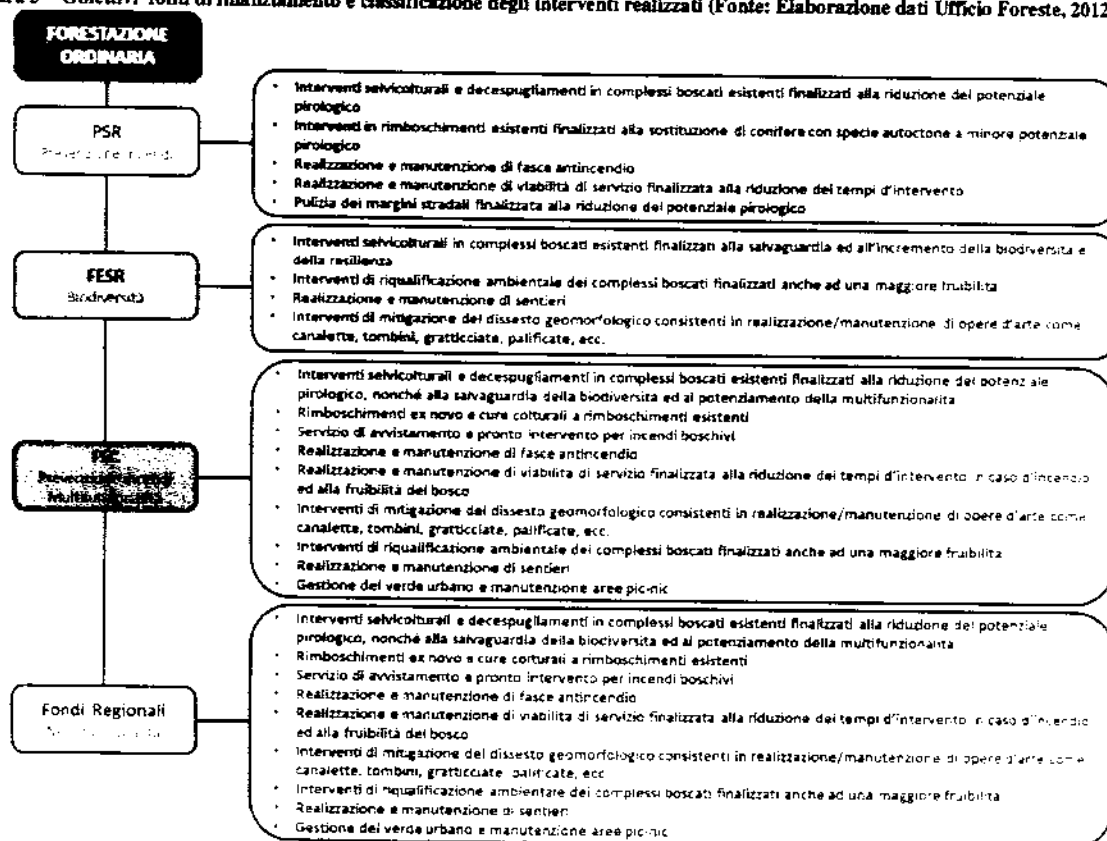 Obiettivi fondi di finanziamento e classificazione degli interventi realizzati (Fonte: Elaborazione dati Ufficio Foreste, 2012
FORESTAZIONE
ORDINARIA
PSR
• Interventi selvicolturali e decespugliamenti in complessi boscati esistenti finalizzati alla riduzione del potenziale
pirologico
• Interventi in rimboschimenti esistenti finalizzati alla sostituzione di conifere con specie autoctone a minore potenziale
pirologico
• Realizzazione e manutenzione di fasce antincendio
• Realizzazione e manutenzione di viabilità di servizio finalizzata alla riduzione dei tempi d'intervento
• Pulizia dei margini stradali finalizzata alla riduzione del potenziale pirologico
FESR
Biodiversità
• Interventi selvicolturali in complessi boscati esistenti finalizzati alla salvaguardia ed all'incremento della biodiversità e
della resilienza
• Interventi di riqualificazione ambientale dei complessi boscati finalizzati anche ad una maggiore fruibilita
• Realizzazione e manutenzione di sentieri
• Interventi di mitigazione del dissesto geomorfologico consistenti in realizzazione/manutenzione di opere d'arte come
canalette, tombini, gratticciate, palificate, ecc.
• Interventi selvicolturali e decespugliamenti in complessi boscati esistenti finalizzati alla riduzione del potenziale
pirologico, nonché alla salvaguardia della biodiversità ed al potenziamento della multifunzionalita
• Rimboschimenti ex novo e cure colturali a rimboschimenti esistenti
• Servizio di avvistamento e pronto intervento per incendi boschivi
• Realizzazione e manutenzione di fasce antincendio
• Realizzazione e manutenzione di viabilita di servizio finalizzata alla riduzione dei tempi d'intervento in caso d'incendio
ed alla fruibilità del bosco
• Interventi di mitigazione del dissesto geomorfologico consistenti in realizzazione/manutenzione di opere d'arte come
canalette, tombini, gratticciate, palificate, ecc.
• Interventi di riqualificazione ambientale dei complessi boscati finalizzati anche ad una maggiore fruibilita
• Realizzazione e manutenzione di sentieri
• Gestione del verde urbano e manutenzione aree pic-nic
Fondi Regionali
• Interventi selvicolturali e decespugliamenti in complessi boscati esistenti finalizzati alla riduzione del potenziale
pirologico, nonché alla salvaguardia della biodiversita ed al potenziamento della multifunzionalita
• Rimboschimenti ex novo e cure corturali a rimboschimenti esistenti
• Servizio di avvistamento e pronto intervento per incendi boschivi
• Realizzazione e manutenzione di fasce antincendio
• Realizzazione e manutenzione di viabilita di servizio finalizzata alla riduzione dei tempi d'intervento in caso d'incendio
ed alla fruibilità del bosco
• Interventi di mitigazione del dissesto geomorfologico consistenti in realizzazione/manutenzione di opere d'arte come
canalette, tombini, gratticciate, palificate, ecc
• Interventi di riqualificazione ambientare dei complessi boscati finalizzati anche ad una maggiore fruibilita
• Realizzazione e manutenzione di sentieri
• Gestione del verde urbano e manutenzione aree pic-nic